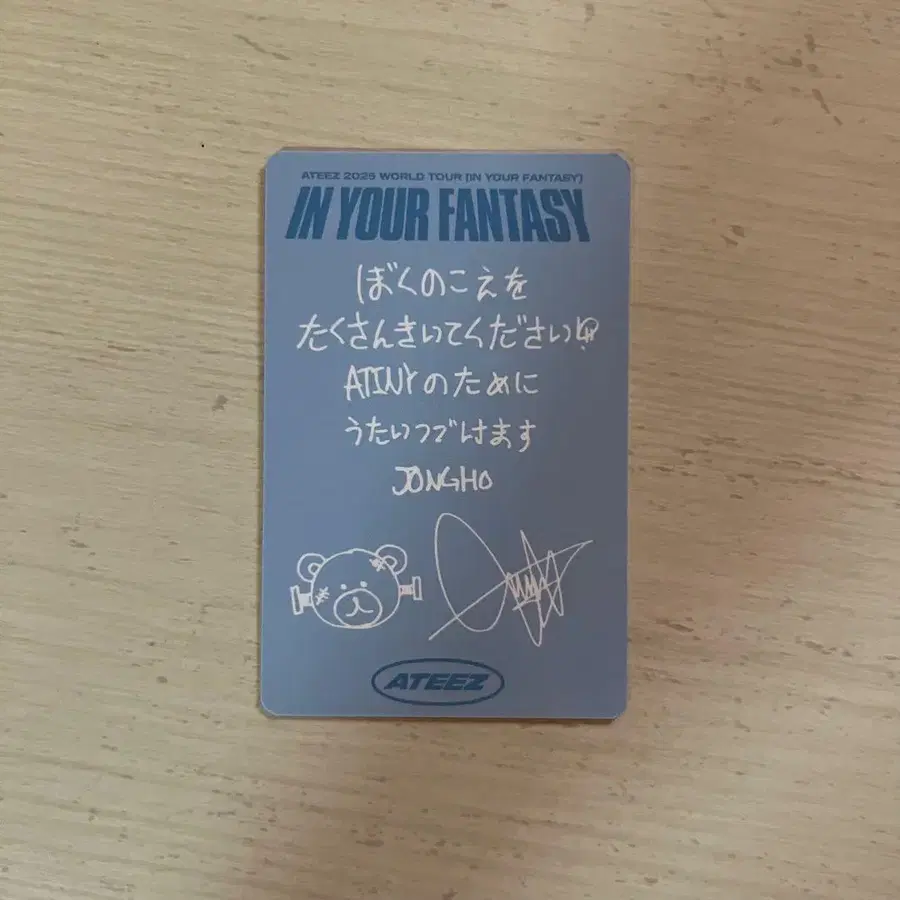 ATEEZ 2025 WORLD TOUR [IN YOUR FANTASY]
IN YOUR FANTASY
ぼくのこえを
たくさんきいてください!?
ATINYのために
うたいつづけます
JONGHO
ATEEZ